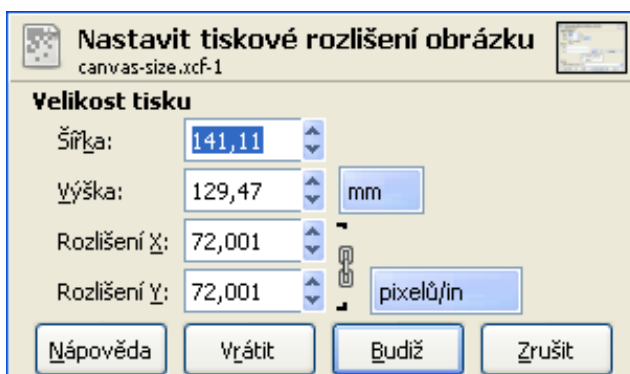 Nastavit tiskové rozlišení obrázku
canvas-size.xcf-1
Velikost tisku
Šířka: 141,11
Výška: 129,47 mm
Rozlišení X: 72,001
Rozlišení Y: 72,001 pixelů/in
Nápověda Vrátit Budiž Zrušit